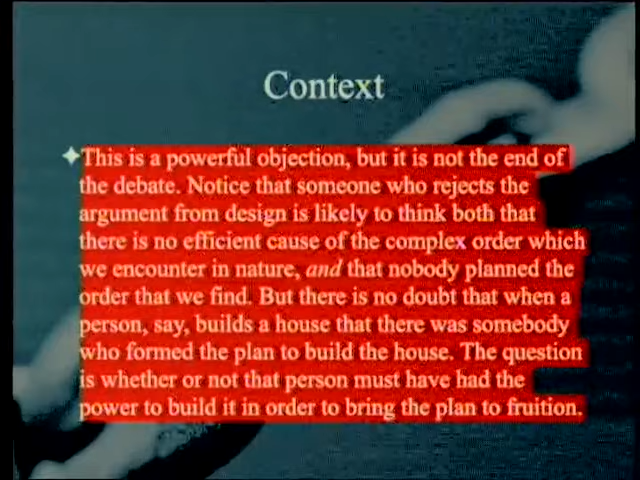 Context
This is a powerful objection, but it is not the end of
the debate. Notice that someone who rejects the
argument from design is likely to think both that
there is no efficient cause of the complex order which
we encounter in nature, and that nobody planned the
order that we find. But there is no doubt that when a
person, say, builds a house that there was somebody
who formed the plan to build the house. The question
is whether or not that person must have had the
power to build it in order to bring the plan to fruition.